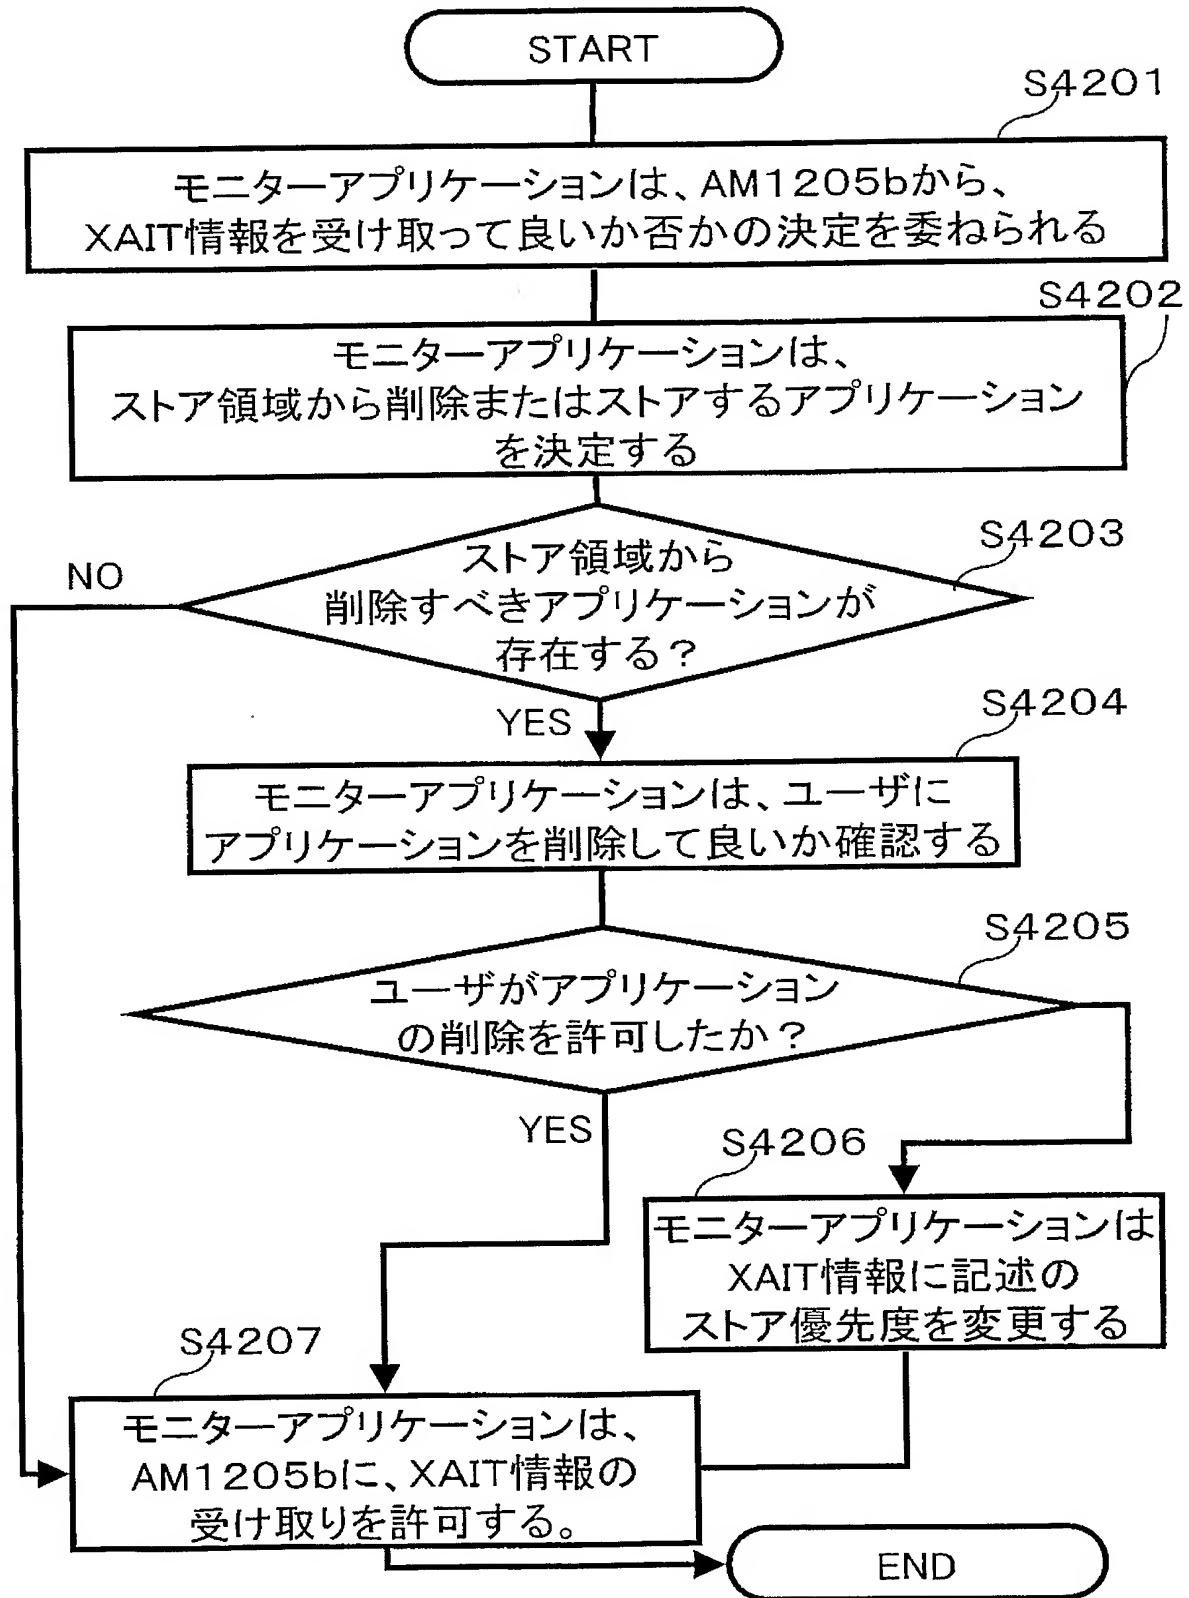 START
S4201
モニターアプリケーションは、AM1205bから、
XAIT情報を受け取って良いか否かの決定を委ねられる
S4202
モニターアプリケーションは、
ストア領域から削除またはストアするアプリケーション
を決定する
S4203
ストア領域から
削除すべきアプリケーションが
存在する?
NO
YES
S4204
モニターアプリケーションは、ユーザに
アプリケーションを削除して良いか確認する
S4205
ユーザがアプリケーション
の削除を許可したか?
YES
S4206
モニターアプリケーションは
XAIT情報に記述の
ストア優先度を変更する
S4207
モニターアプリケーションは、
AM1205bに、XAIT情報の
受け取りを許可する。
END